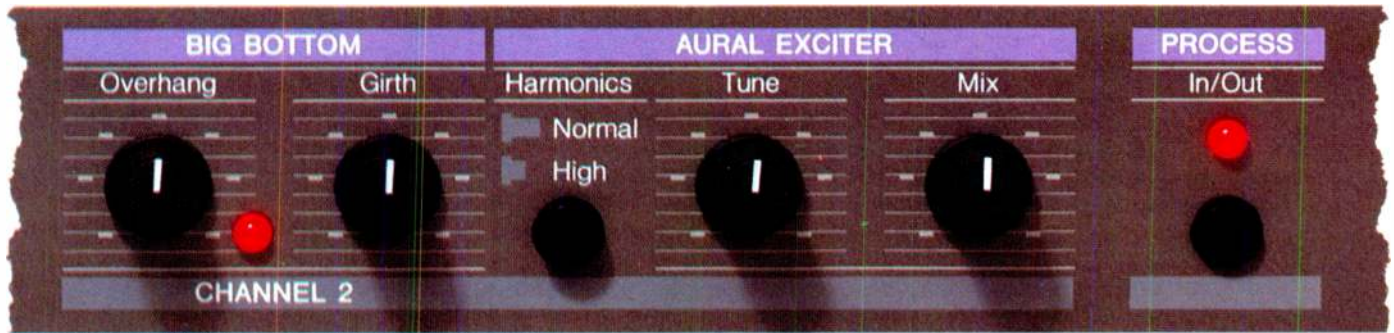 BIG BOTTOM
AURAL EXCITER
PROCESS
Overhang
Girth
Harmonics
Tune
Mix
In/Out
Normal
High
CHANNEL 2